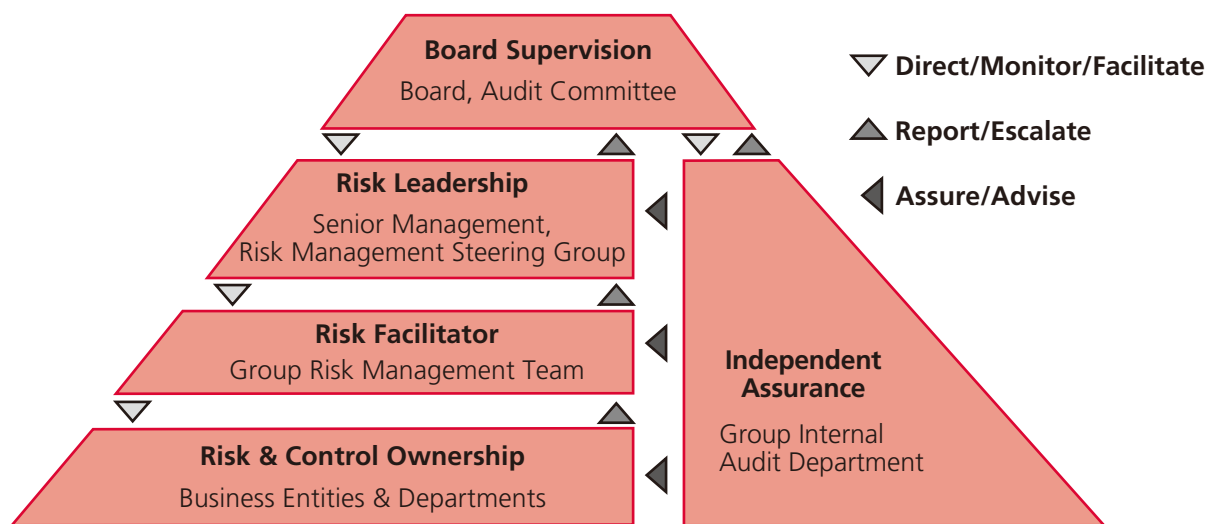 Board Supervision
Board, Audit Committee
Direct/Monitor/Facilitate
Report/Escalate
Assure/Advise
Risk Leadership
Senior Management,
Risk Management Steering Group
Risk Facilitator
Group Risk Management Team
Risk & Control Ownership
Business Entities & Departments
Independent
Assurance
Group Internal
Audit Department